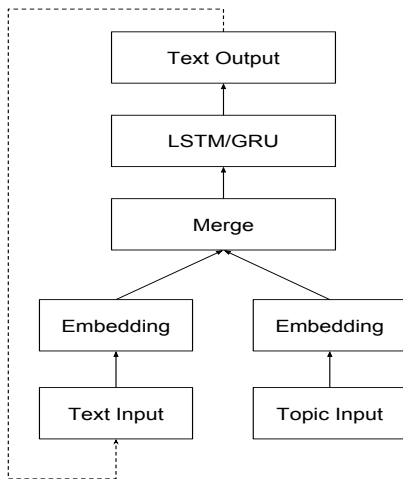 Text Output
LSTM/GRU
Merge
Embedding
Embedding
Text Input
Topic Input